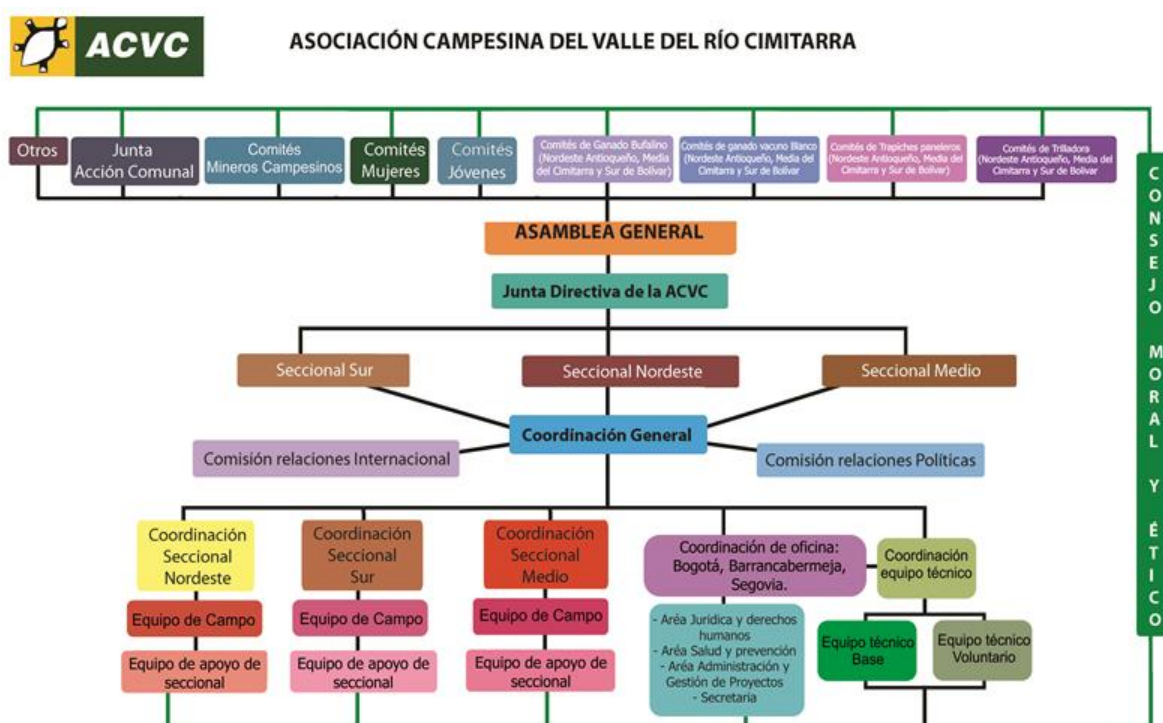 ACVC
ASOCIACIÓN CAMPESINA DEL VALLE DEL RÍO CIMITARRA
Otros
Junta
Acción Comunal
Comités
Mineros Campesinos
Comités
Mujeres
Comités
Jóvenes
Comités de Ganado Bufalino
(Nordeste Antioqueño, Media
del Cimitarra y Sur de Bolívar)
Comités de ganado vacuno Blanco
(Nordeste Antioqueño, Media del
Cimitarra y Sur de Bolívar
Comités de Trapiches paneleros
(Nordeste Antioqueño, Media del
Cimitarra y Sur de Bolívar)
Comités de Trilladora
(Nordeste Antioqueño, Media del
Cimitarra y Sur de Bolívar
CONSEJO MORAL Y ÉTICO
ASAMBLEA GENERAL
Junta Directiva de la ACVC
Seccional Sur
Seccional Nordeste
Seccional Medio
Coordinación General
Comisión relaciones Internacional
Comisión relaciones Políticas
Coordinación
Seccional
Nordeste
Equipo de Campo
Equipo de apoyo de
seccional
Coordinación
Seccional
Sur
Equipo de Campo
Equipo de apoyo de
seccional
Coordinación
Seccional
Medio
Equipo de Campo
Equipo de apoyo de
seccional
Coordinación de oficina:
Bogotá, Barrancabermeja,
Segovia.
- Aréa Juridica y derechos
humanos
- Aréa Salud y prevención
- Aréa Administración y
Gestión de Proyectos
- Secretaria
Coordinación
equipo técnico
Equipo técnico
Base
Equipo técnico
Voluntario